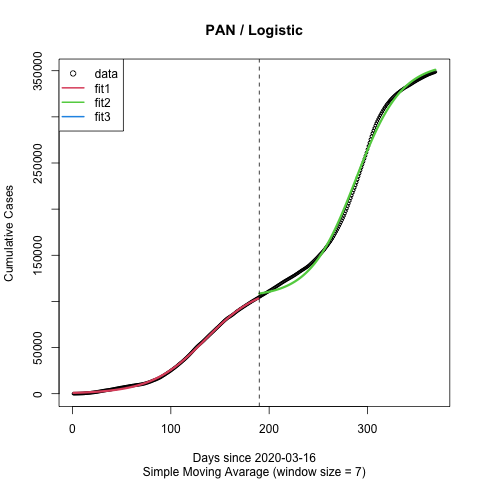 PAN / Logistic
data
fit1
fit2
fit3
Cumulative Cases
0
50000
150000
250000
350000
0
100
200
300
Days since 2020-03-16
Simple Moving Avarage (window size = 7)